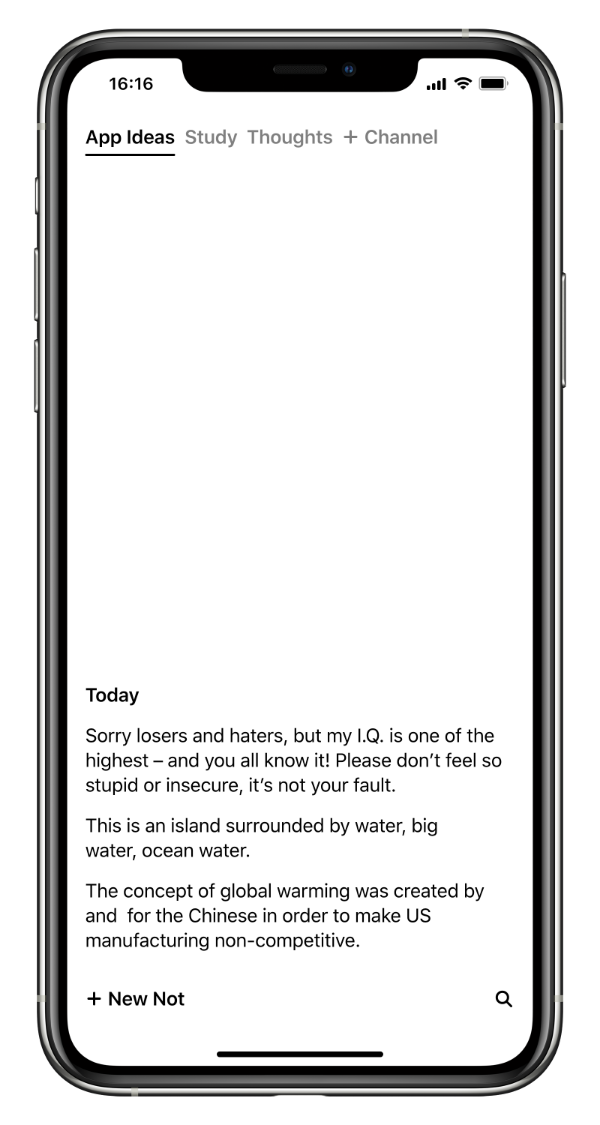 16:16
App Ideas Study Thoughts + Channel
Today
Sorry losers and haters, but my I.Q. is one of the
highest – and you all know it! Please don’t feel so
stupid or insecure, it’s not your fault.
This is an island surrounded by water, big
water, ocean water.
The concept of global warming was created by
and  for the Chinese in order to make US
manufacturing non-competitive.
+ New Not